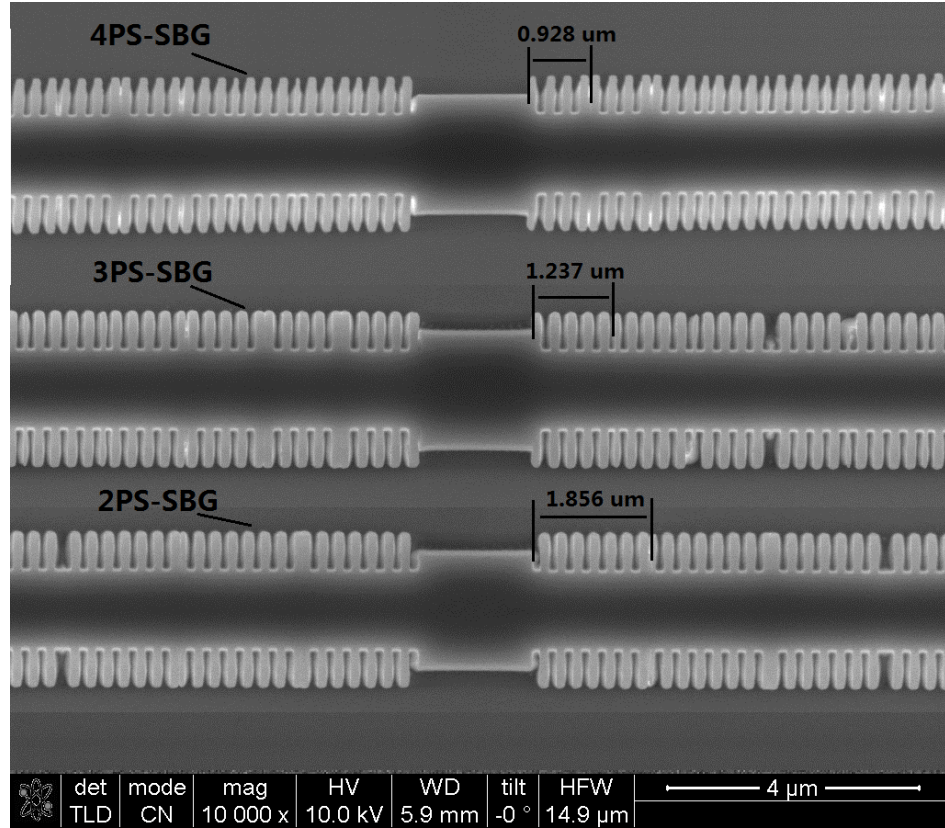 4PS-SBG
0.928 um
3PS-SBG
1.237 um
2PS-SBG
1.856 um
det mode mag HV WD tilt HFW
TLD CN 10 000 x 10.0 kV 5.9 mm -0 ° 14.9 µm
4 µm